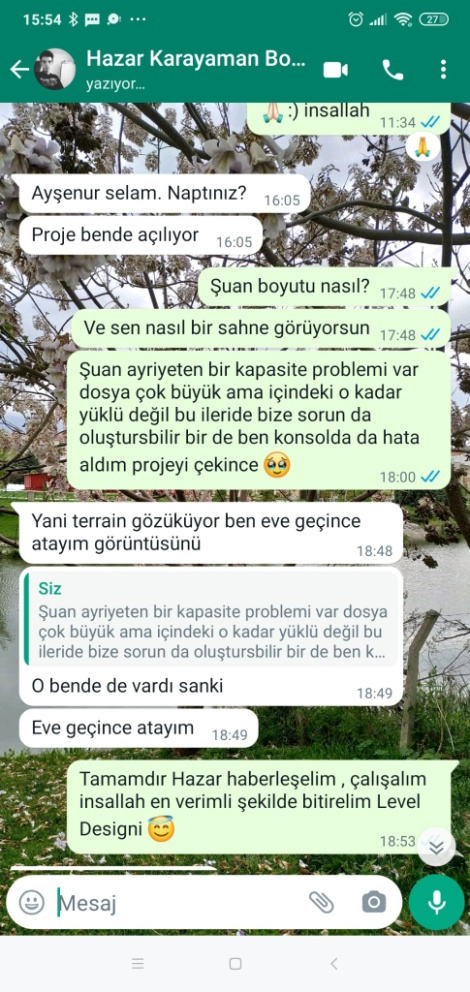 15:54
27
Hazar Karayaman Bo...
yazıyor...
:) insallah
11:34
Ayşenur selam. Naptınız?
16:05
Proje bende açılıyor
16:05
Şuan boyutu nasıl?
17:48
Ve sen nasıl bir sahne görüyorsun
17:48
Şuan ayriyeten bir kapasite problemi var
dosya çok büyük ama içindeki o kadar
yüklü değil bu ileride bize sorun da
oluştursbilir bir de ben konsolda da hata
aldım projeyi çekince
18:00
Yani terrain gözüküyor ben eve geçince
atayım görüntüsünü
18:48
Siz
Şuan ayriyeten bir kapasite problemi var dosya
çok büyük ama içindeki o kadar yüklü değil bu
ileride bize sorun da oluştursbilir bir de ben k...
O bende de vardı sanki
18:49
Eve geçince atayım
18:49
Tamamdır Hazar haberleşelim , çalışalım
insallah en verimli şekilde bitirelim Level
Designi
18:53
Mesaj